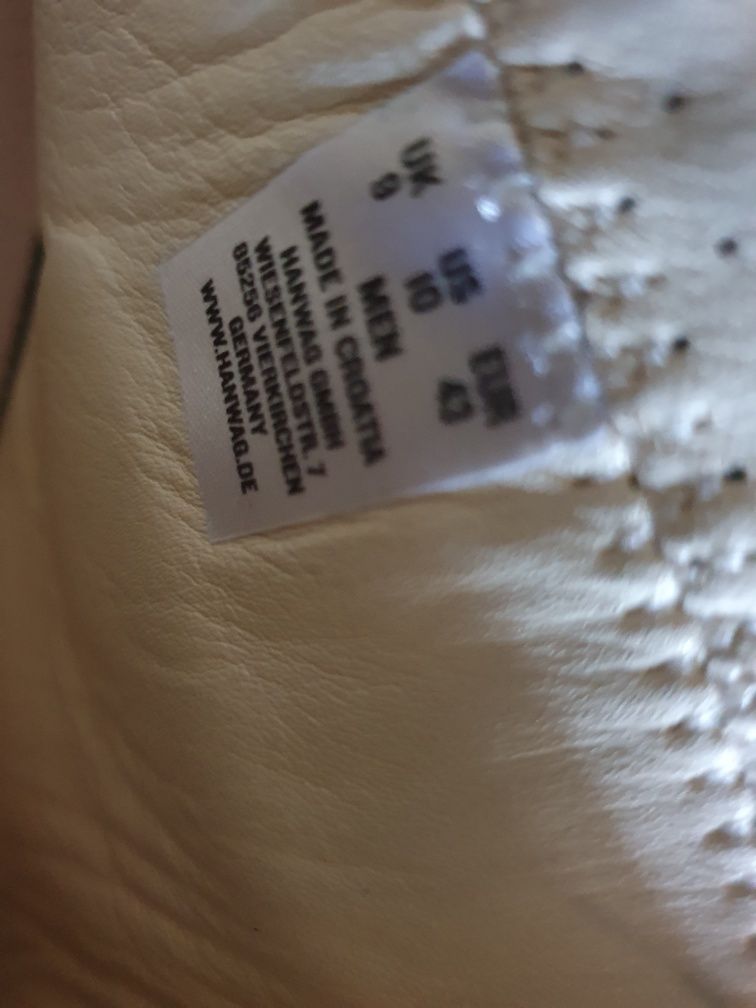 UK US EUR
9 10 43
MEN
MADE IN CROATIA
HANWAG GMBH
WIESENFELDSTR. 7
85256 VIERKIRCHEN
GERMANY
WWW.HANWAG.DE